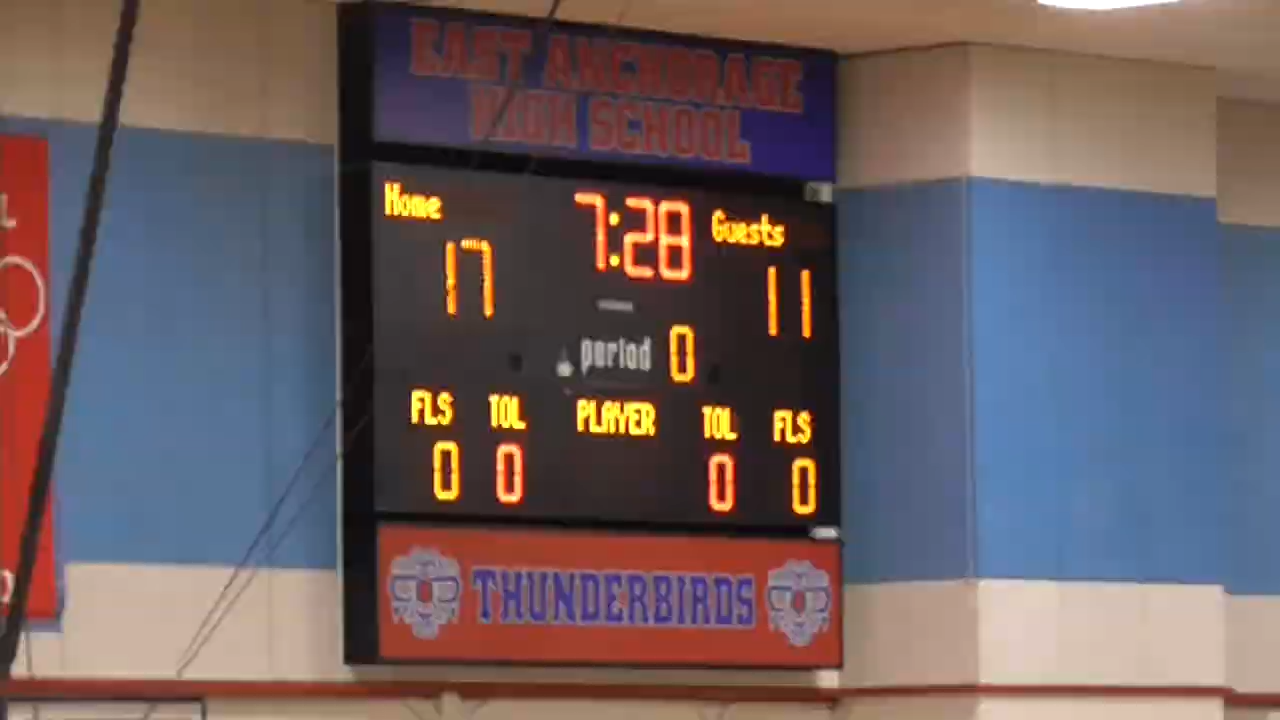 EAST ANCHORAGE
HIGH SCHOOL
Home 7:28 Guests
17 11
period 0
FLS TOL PLAYER TOL FLS
0 0 0 0
THUNDERBIRDS
L